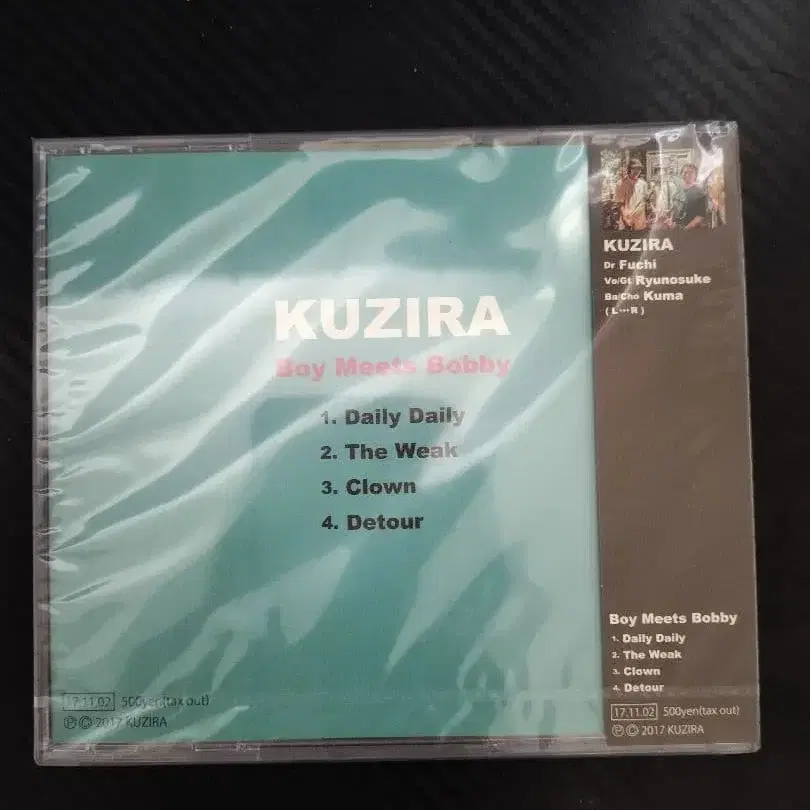 KUZIRA
Boy Meets Bobby
1. Daily Daily
2. The Weak
3. Clown
4. Detour
17.11.02 500yen(tax out)
Ⓟ © 2017 KUZIRA
KUZIRA
Dr Fuchi
Vo/Gt Ryunosuke
Ba/Cho Kuma
( L・・・R )
Boy Meets Bobby
1. Daily Daily
2. The Weak
3. Clown
4. Detour
17.11.02 500yen(tax out)
Ⓟ © 2017 KUZIRA